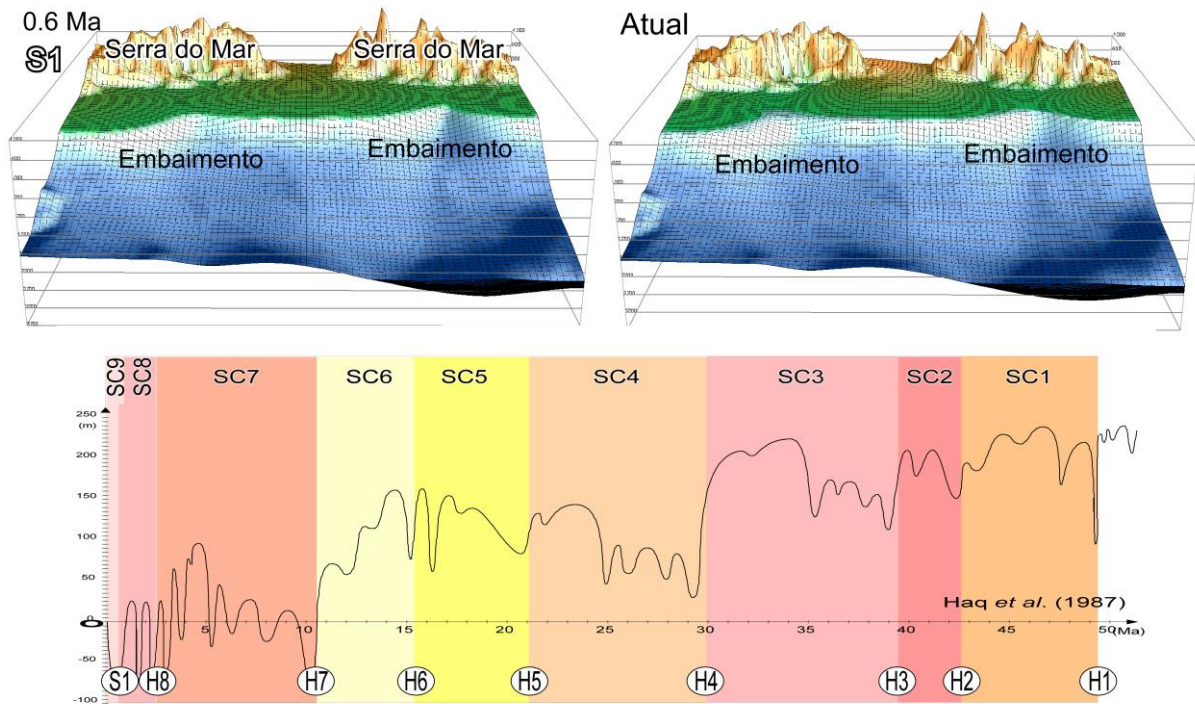 0.6 Ma
S1
Serra do Mar
Serra do Mar
Embaimento
Embaimento
Atual
Embaimento
Embaimento
SC9
SC8
SC7
SC6
SC5
SC4
SC3
SC2
SC1
250
(m)
200
150
100
50
0
-50
-100
5
10
15
20
25
30
35
40
45
50
(Ma)
Haq et al. (1987)
S1
H8
H7
H6
H5
H4
H3
H2
H1